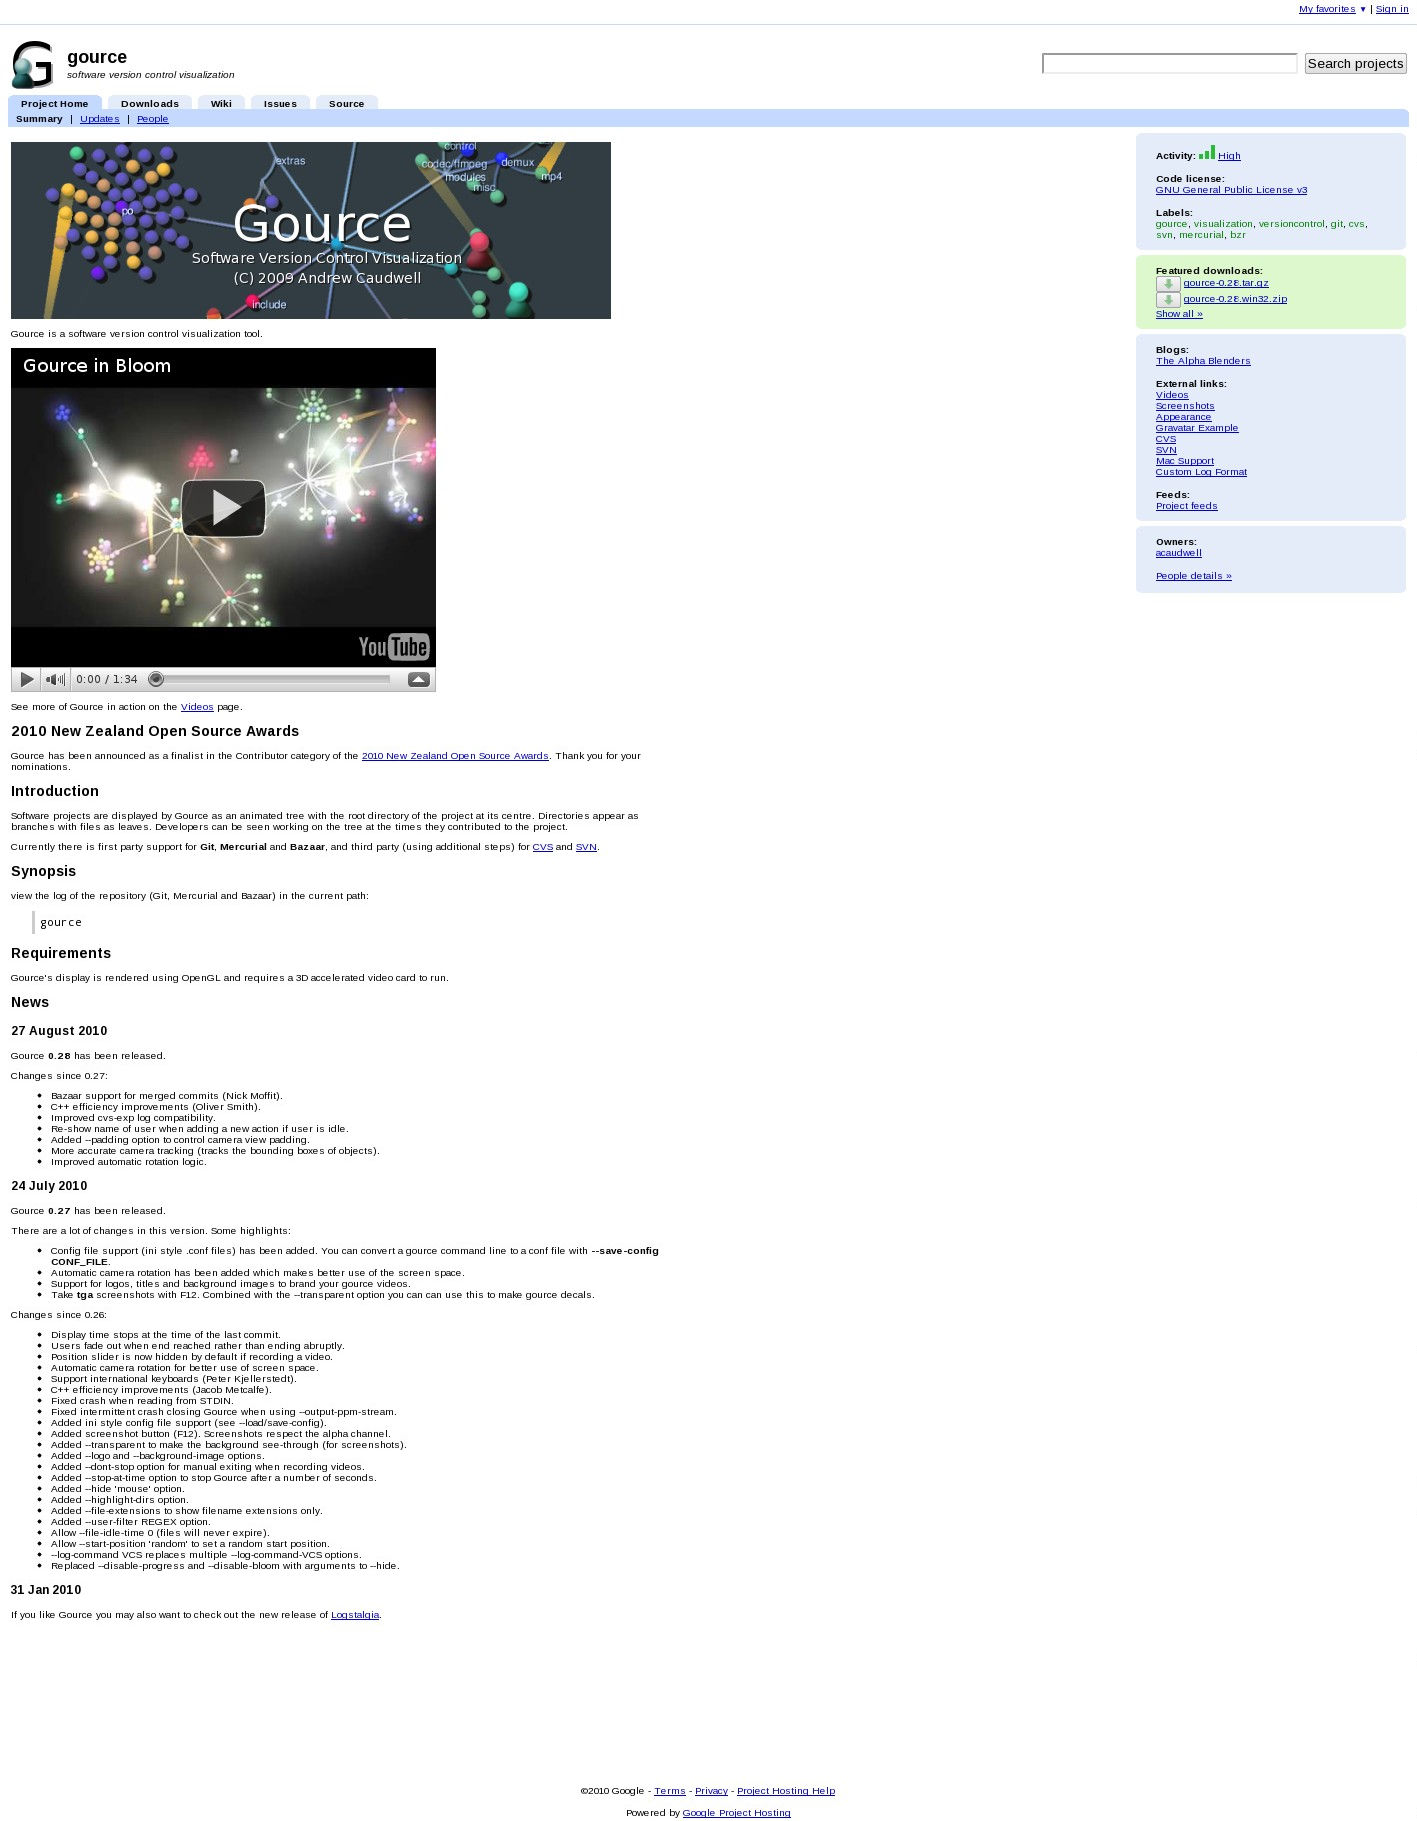 My favorites ▼ | Sign in
gource
software version control visualization
Search projects
Project Home Downloads Wiki Issues Source
Summary | Updates | People
extras
control
codec/ffmpeg
demux
modules
misc
mp4
po
Gource
Software Version Control Visualization
(C) 2009 Andrew Caudwell
include
Gource is a software version control visualization tool.
Gource in Bloom
YouTube
0:00 / 1:34
See more of Gource in action on the Videos page.
2010 New Zealand Open Source Awards
Gource has been announced as a finalist in the Contributor category of the 2010 New Zealand Open Source Awards. Thank you for your
nominations.
Introduction
Software projects are displayed by Gource as an animated tree with the root directory of the project at its centre. Directories appear as
branches with files as leaves. Developers can be seen working on the tree at the times they contributed to the project.
Currently there is first party support for Git, Mercurial and Bazaar, and third party (using additional steps) for CVS and SVN.
Synopsis
view the log of the repository (Git, Mercurial and Bazaar) in the current path:
gource
Requirements
Gource's display is rendered using OpenGL and requires a 3D accelerated video card to run.
News
27 August 2010
Gource 0.28 has been released.
Changes since 0.27:
• Bazaar support for merged commits (Nick Moffit).
• C++ efficiency improvements (Oliver Smith).
• Improved cvs-exp log compatibility.
• Re-show name of user when adding a new action if user is idle.
• Added --padding option to control camera view padding.
• More accurate camera tracking (tracks the bounding boxes of objects).
• Improved automatic rotation logic.
24 July 2010
Gource 0.27 has been released.
There are a lot of changes in this version. Some highlights:
• Config file support (ini style .conf files) has been added. You can convert a gource command line to a conf file with --save-config
CONF_FILE.
• Automatic camera rotation has been added which makes better use of the screen space.
• Support for logos, titles and background images to brand your gource videos.
• Take tga screenshots with F12. Combined with the --transparent option you can can use this to make gource decals.
Changes since 0.26:
• Display time stops at the time of the last commit.
• Users fade out when end reached rather than ending abruptly.
• Position slider is now hidden by default if recording a video.
• Automatic camera rotation for better use of screen space.
• Support international keyboards (Peter Kjellerstedt).
• C++ efficiency improvements (Jacob Metcalfe).
• Fixed crash when reading from STDIN.
• Fixed intermittent crash closing Gource when using --output-ppm-stream.
• Added ini style config file support (see --load/save-config).
• Added screenshot button (F12). Screenshots respect the alpha channel.
• Added --transparent to make the background see-through (for screenshots).
• Added --logo and --background-image options.
• Added --dont-stop option for manual exiting when recording videos.
• Added --stop-at-time option to stop Gource after a number of seconds.
• Added --hide 'mouse' option.
• Added --highlight-dirs option.
• Added --file-extensions to show filename extensions only.
• Added --user-filter REGEX option.
• Allow --file-idle-time 0 (files will never expire).
• Allow --start-position 'random' to set a random start position.
• --log-command VCS replaces multiple --log-command-VCS options.
• Replaced --disable-progress and --disable-bloom with arguments to --hide.
31 Jan 2010
If you like Gource you may also want to check out the new release of Logstalgia.
Activity: High
Code license:
GNU General Public License v3
Labels:
gource, visualization, versioncontrol, git, cvs,
svn, mercurial, bzr
Featured downloads:
gource-0.28.tar.gz
gource-0.28.win32.zip
Show all »
Blogs:
The Alpha Blenders
External links:
Videos
Screenshots
Appearance
Gravatar Example
CVS
SVN
Mac Support
Custom Log Format
Feeds:
Project feeds
Owners:
acaudwell
People details »
©2010 Google - Terms - Privacy - Project Hosting Help
Powered by Google Project Hosting